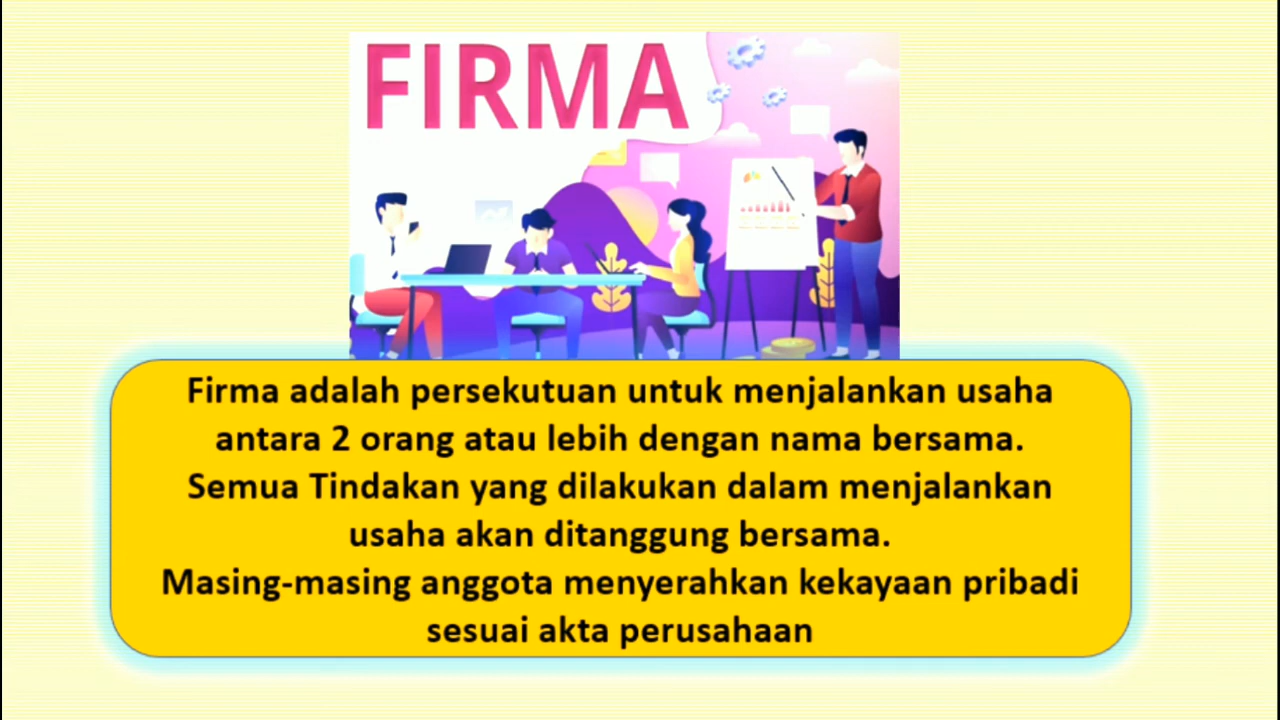 FIRMA
Firma adalah persekutuan untuk menjalankan usaha
antara 2 orang atau lebih dengan nama bersama.
Semua Tindakan yang dilakukan dalam menjalankan
usaha akan ditanggung bersama.
Masing-masing anggota menyerahkan kekayaan pribadi
sesuai akta perusahaan